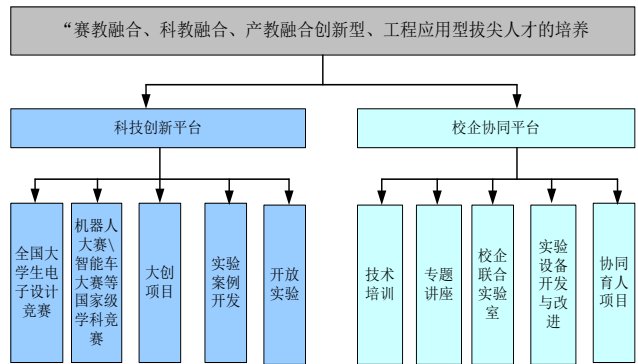 “赛教融合、科教融合、产教融合创新型、工程应用型拔尖人才的培养
科技创新平台
校企协同平台
全国大
学生电
子设计
竞赛
机器人
大赛\
智能车
大赛等
国家级
学科竞
赛
大创
项目
实验
案例
开发
开放
实验
技术
培训
专题
讲座
校企
联合
实验
室
实验
设备
开发
与改
进
协同
育人
项目